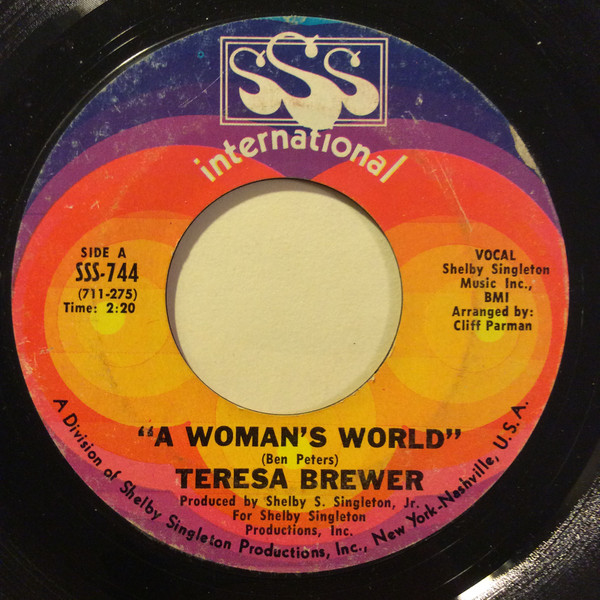 SSS
international
SIDE A
SSS-744
(711-275)
Time: 2:20
VOCAL
Shelby Singleton
Music Inc.,
BMI
Arranged by:
Cliff Parman
"A WOMAN'S WORLD"
(Ben Peters)
TERESA BREWER
Produced by Shelby S. Singleton, Jr.
For Shelby Singleton
Productions, Inc.
A Division of Shelby Singleton Productions, Inc., New York-Nashville, U.S.A.